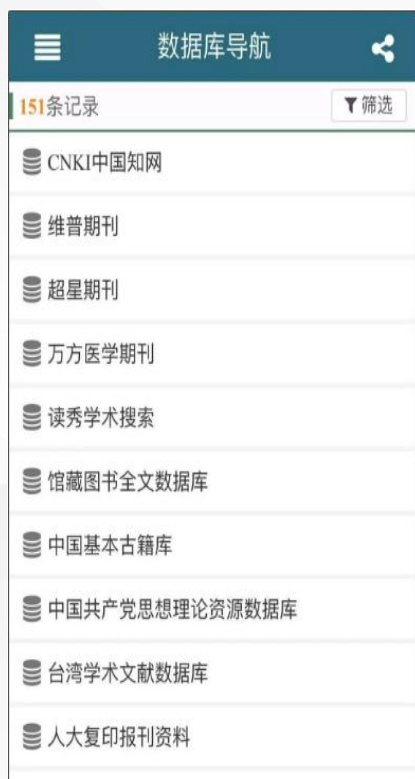 数据库导航
151条记录
筛选
CNKI中国知网
维普期刊
超星期刊
万方医学期刊
读秀学术搜索
馆藏图书全文数据库
中国基本古籍库
中国共产党思想理论资源数据库
台湾学术文献数据库
人大复印报刊资料